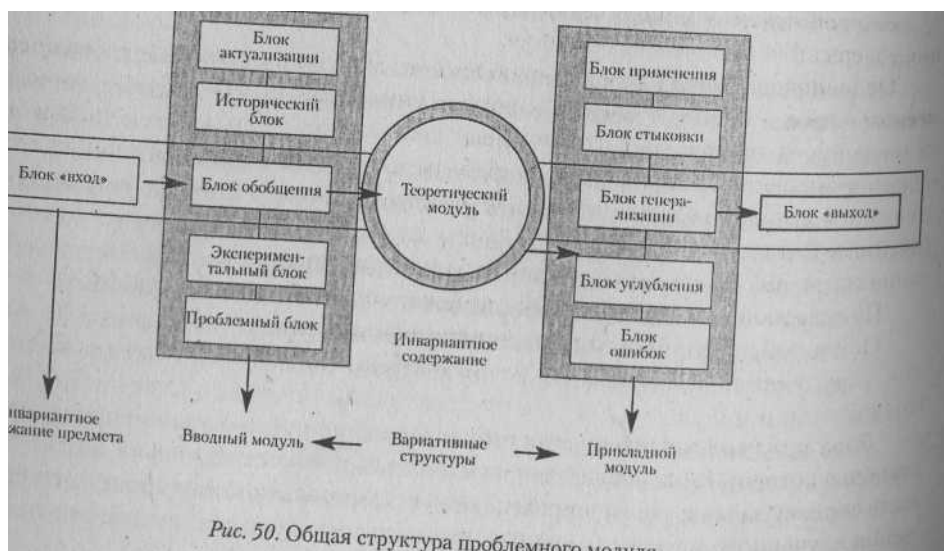 Блок
актуализации
Исторический
блок
Блок «вход»
Блок обобщения
Эксперимен-
тальный блок
Проблемный блок
Теоретический
модуль
Инвариантное
содержание
Блок применения
Блок стыковки
Блок генера-
лизации
Блок «выход»
Блок углубления
Блок
ошибок
нвариантное
жание предмета
Вводный модуль
Вариативные
структуры
Прикладной
модуль
Рис. 50. Общая структура проблемного модуля